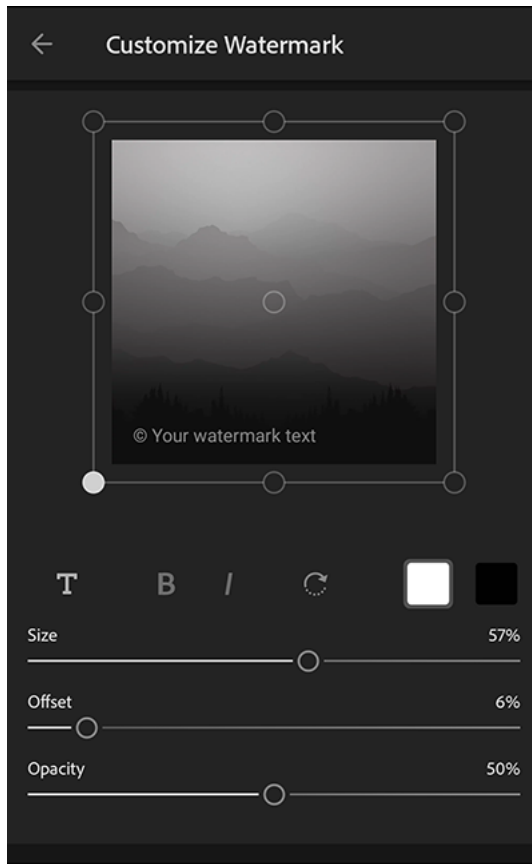 Customize Watermark
© Your watermark text
T B I
Size 57%
Offset 6%
Opacity 50%